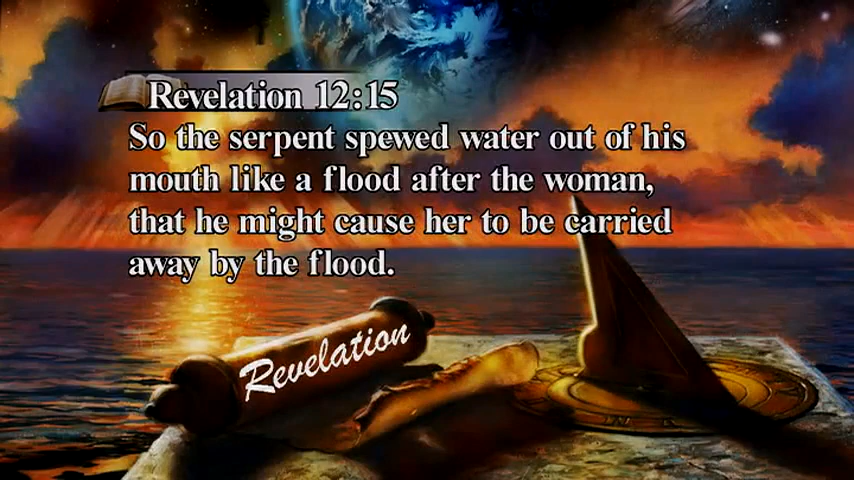 Revelation 12:15
So the serpent spewed water out of his
mouth like a flood after the woman,
that he might cause her to be carried
away by the flood.
Revelation